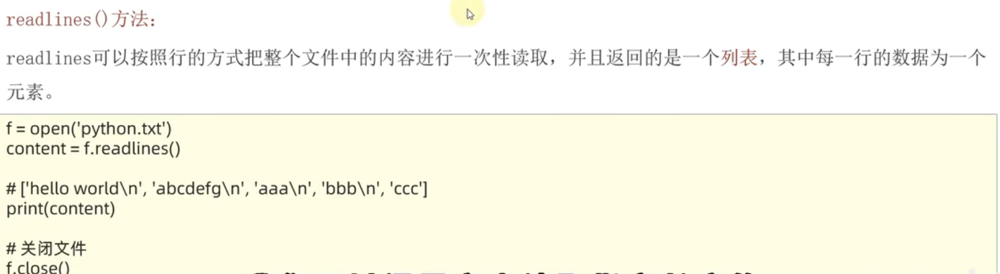 readlines()方法：
readlines可以按照行的方式把整个文件中的内容进行一次性读取，并且返回的是一个列表，其中每一行的数据为一个
元素。
f = open('python.txt')
content = f.readlines()
# ['hello world\n', 'abcdefg\n', 'aaa\n', 'bbb\n', 'ccc']
print(content)
# 关闭文件
f.close()